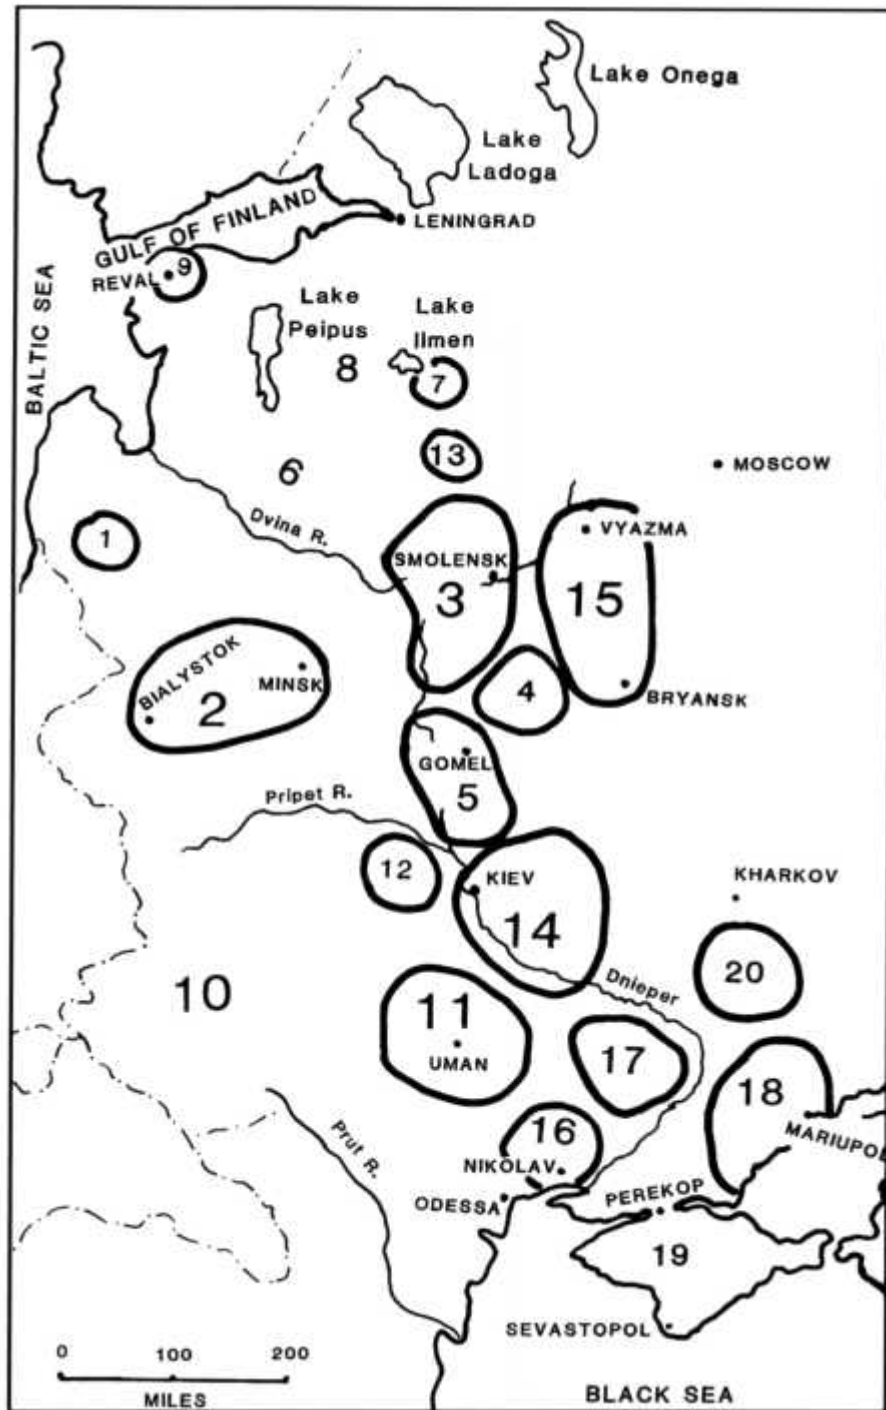 Lake Onega
Lake
Ladoga
GULF OF FINLAND
LENINGRAD
9
REVAL
BALTIC SEA
Lake
Peipus
Lake
Ilmen
8
7
13
6
MOSCOW
Dvina R.
1
VYAZMA
SMOLENSK
3
15
BIALYSTOK
MINSK
2
4
BRYANSK
GOMEL
5
Pripet R.
12
KIEV
KHARKOV
14
20
Dnieper
10
11
UMAN
17
18
MARIUPOL
Prut R.
16
NIKOLAV
ODESSA
PEREKOP
19
SEVASTOPOL
0 100 200
MILES
BLACK SEA